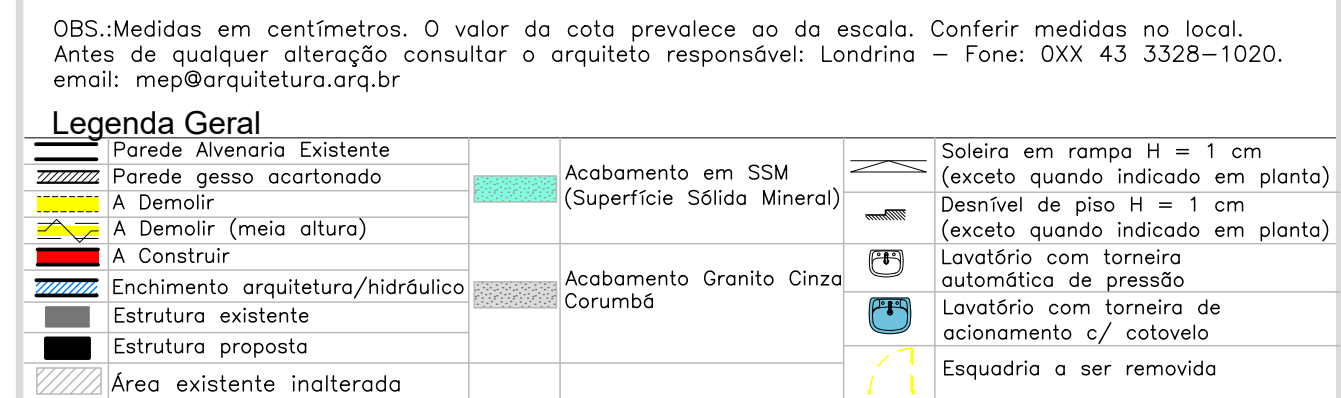 OBS.:Medidas em centímetros. O valor da cota prevalece ao da escala. Conferir medidas no local.
Antes de qualquer alteração consultar o arquiteto responsável: Londrina – Fone: 0XX 43 3328–1020.
email: mep@arquitetura.arq.br
Legenda Geral
Parede Alvenaria Existente
Parede gesso acartonado
A Demolir
A Demolir (meia altura)
A Construir
Enchimento arquitetura/hidráulico
Estrutura existente
Estrutura proposta
Área existente inalterada
Acabamento em SSM
(Superfície Sólida Mineral)
Acabamento Granito Cinza
Corumbá
Soleira em rampa H = 1 cm
(exceto quando indicado em planta)
Desnível de piso H = 1 cm
(exceto quando indicado em planta)
Lavatório com torneira
automática de pressão
Lavatório com torneira de
acionamento c/ cotovelo
Esquadria a ser removida